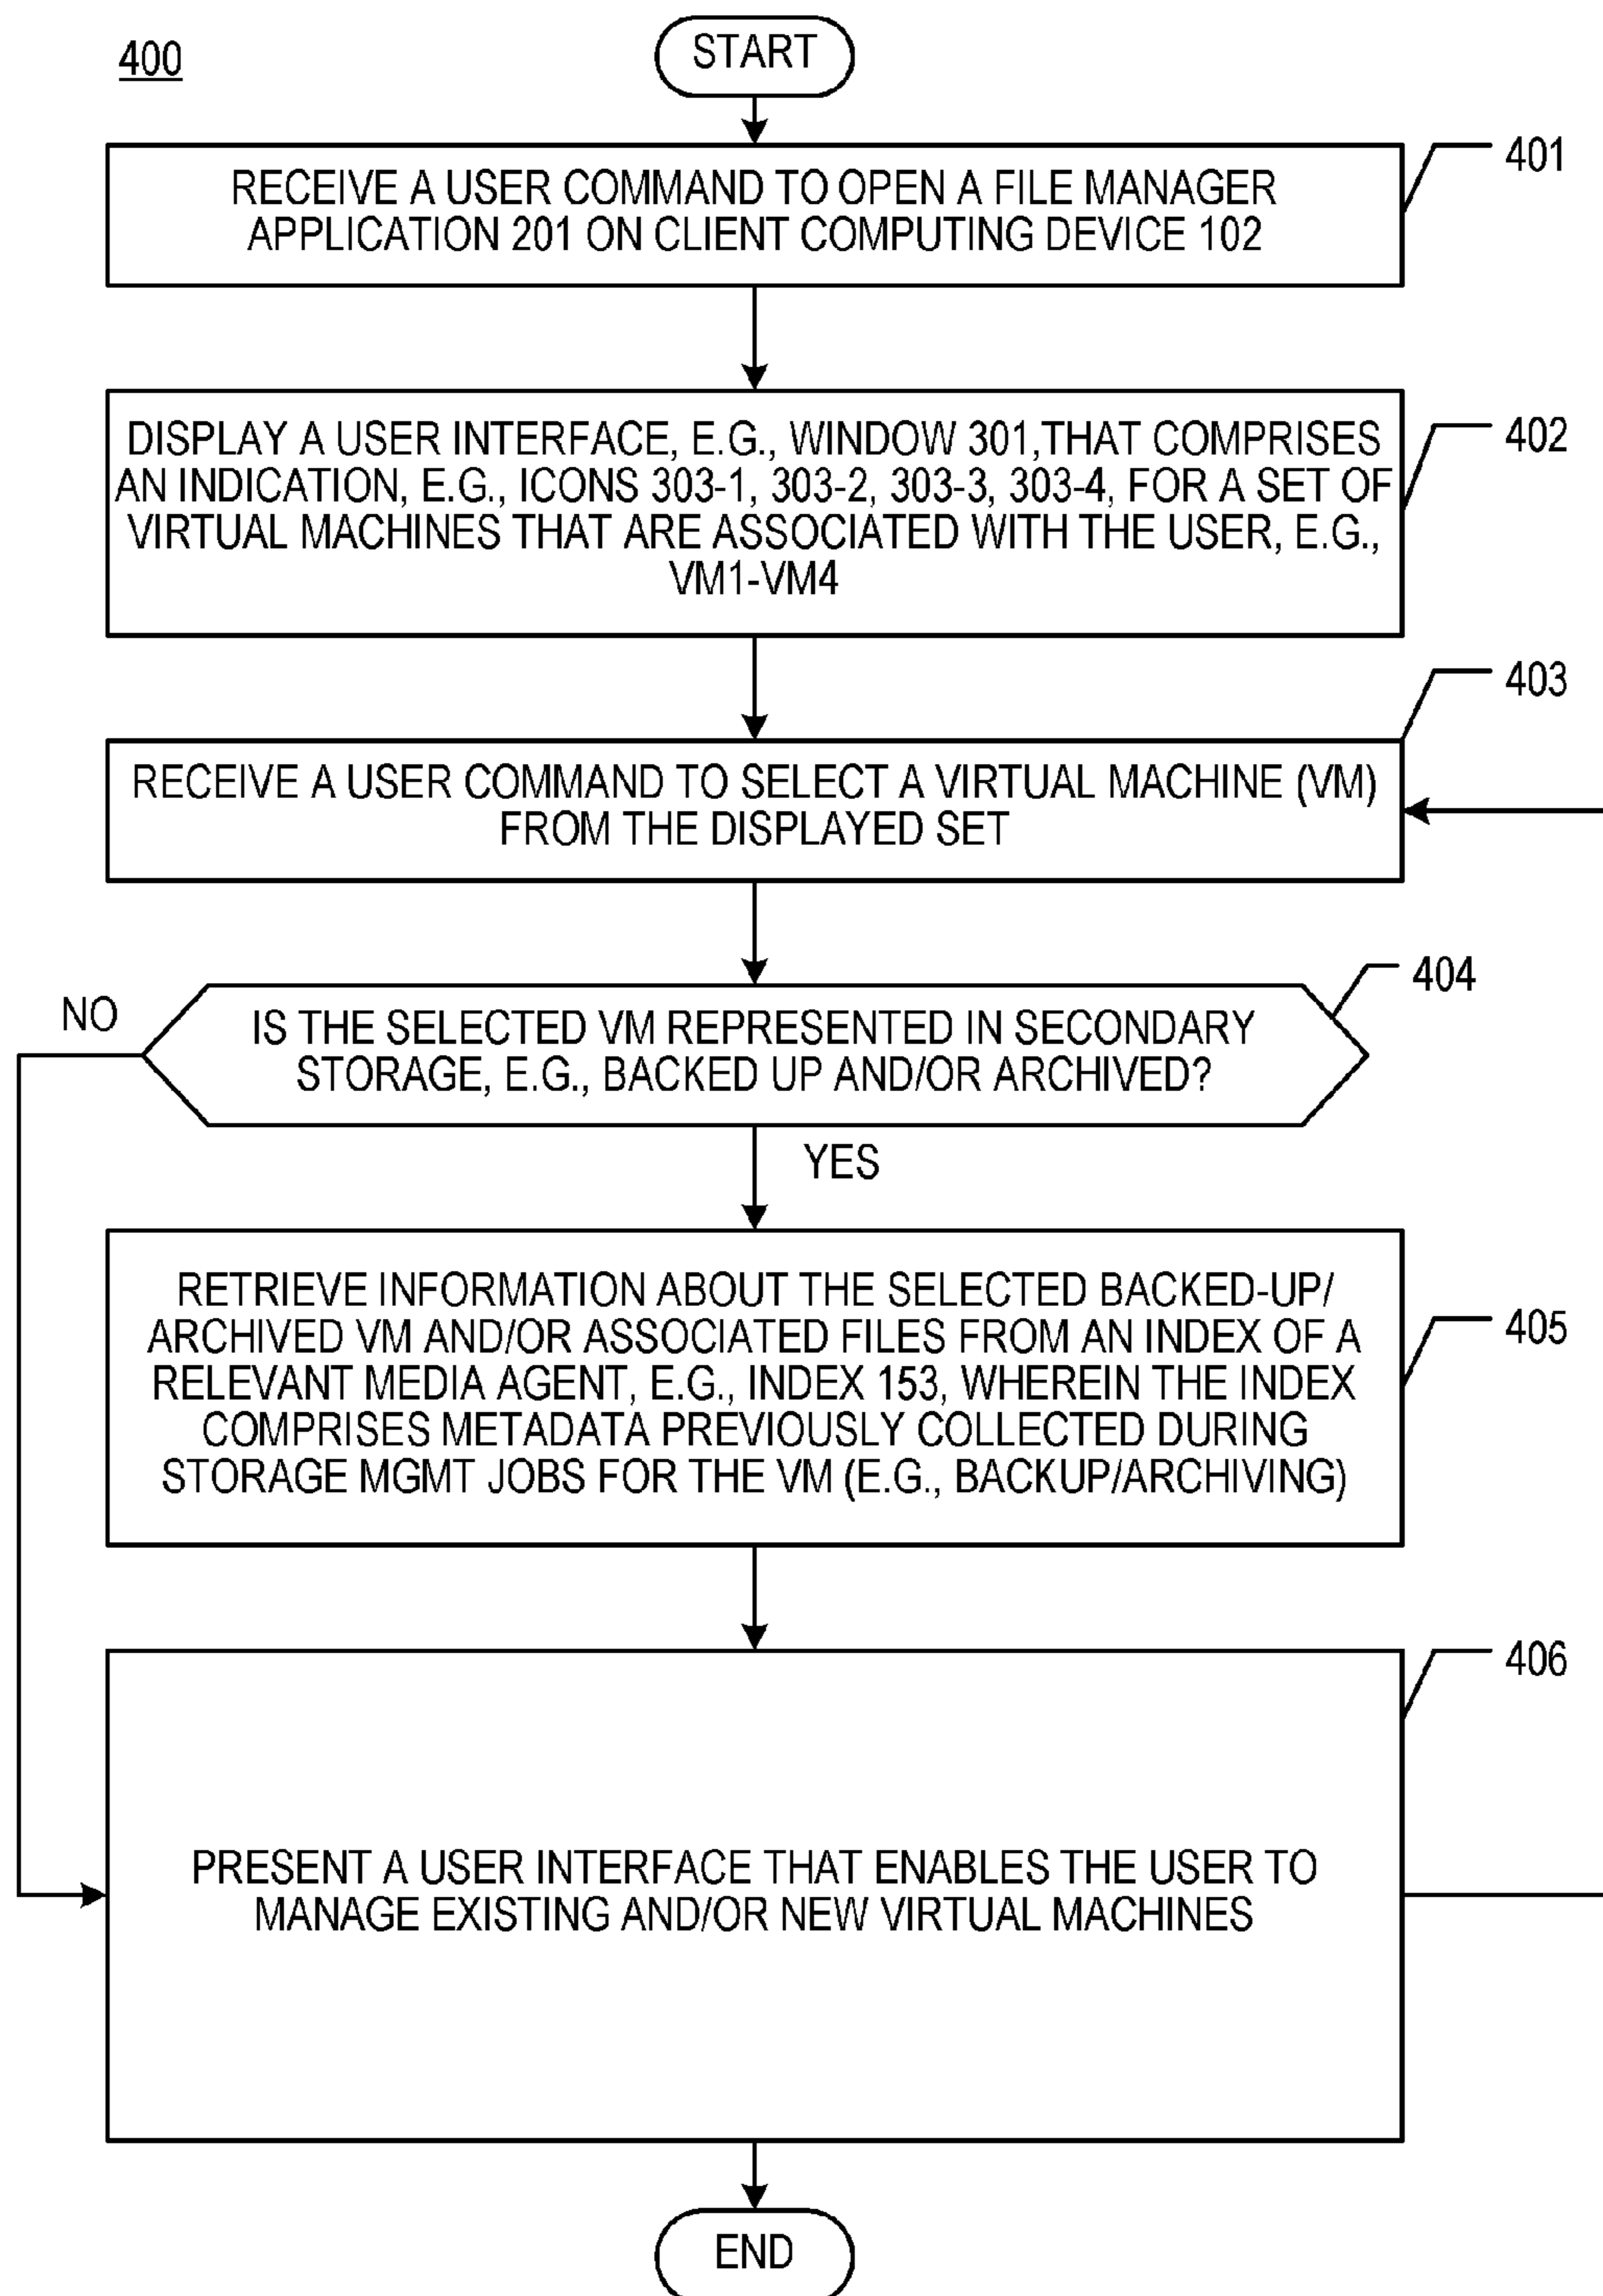 400
START
401
RECEIVE A USER COMMAND TO OPEN A FILE MANAGER
APPLICATION 201 ON CLIENT COMPUTING DEVICE 102
402
DISPLAY A USER INTERFACE, E.G., WINDOW 301,THAT COMPRISES
AN INDICATION, E.G., ICONS 303-1, 303-2, 303-3, 303-4, FOR A SET OF
VIRTUAL MACHINES THAT ARE ASSOCIATED WITH THE USER, E.G.,
VM1-VM4
403
RECEIVE A USER COMMAND TO SELECT A VIRTUAL MACHINE (VM)
FROM THE DISPLAYED SET
404
NO
IS THE SELECTED VM REPRESENTED IN SECONDARY
STORAGE, E.G., BACKED UP AND/OR ARCHIVED?
YES
RETRIEVE INFORMATION ABOUT THE SELECTED BACKED-UP/
ARCHIVED VM AND/OR ASSOCIATED FILES FROM AN INDEX OF A
RELEVANT MEDIA AGENT, E.G., INDEX 153, WHEREIN THE INDEX
COMPRISES METADATA PREVIOUSLY COLLECTED DURING
STORAGE MGMT JOBS FOR THE VM (E.G., BACKUP/ARCHIVING)
405
406
PRESENT A USER INTERFACE THAT ENABLES THE USER TO
MANAGE EXISTING AND/OR NEW VIRTUAL MACHINES
END